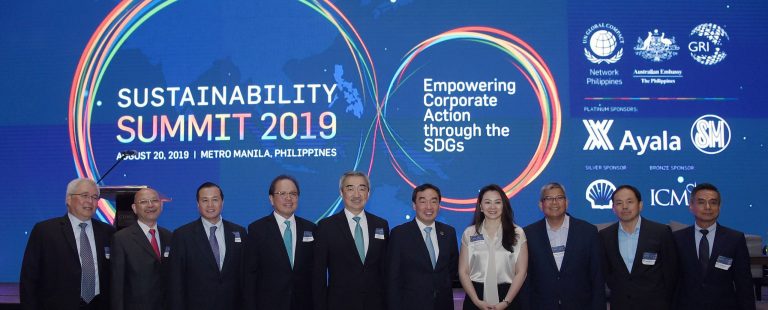 SUSTAINABILITY
SUMMIT 2019
AUGUST 20, 2019 | METRO MANILA, PHILIPPINES
Empowering
Corporate
Action
through the
SDGs
UN GLOBAL COMPACT
Network
Philippines
Australian Embassy
The Philippines
GRI
PLATINUM SPONSORS:
Ayala
SM
SILVER SPONSOR
BRONZE SPONSOR
ICM